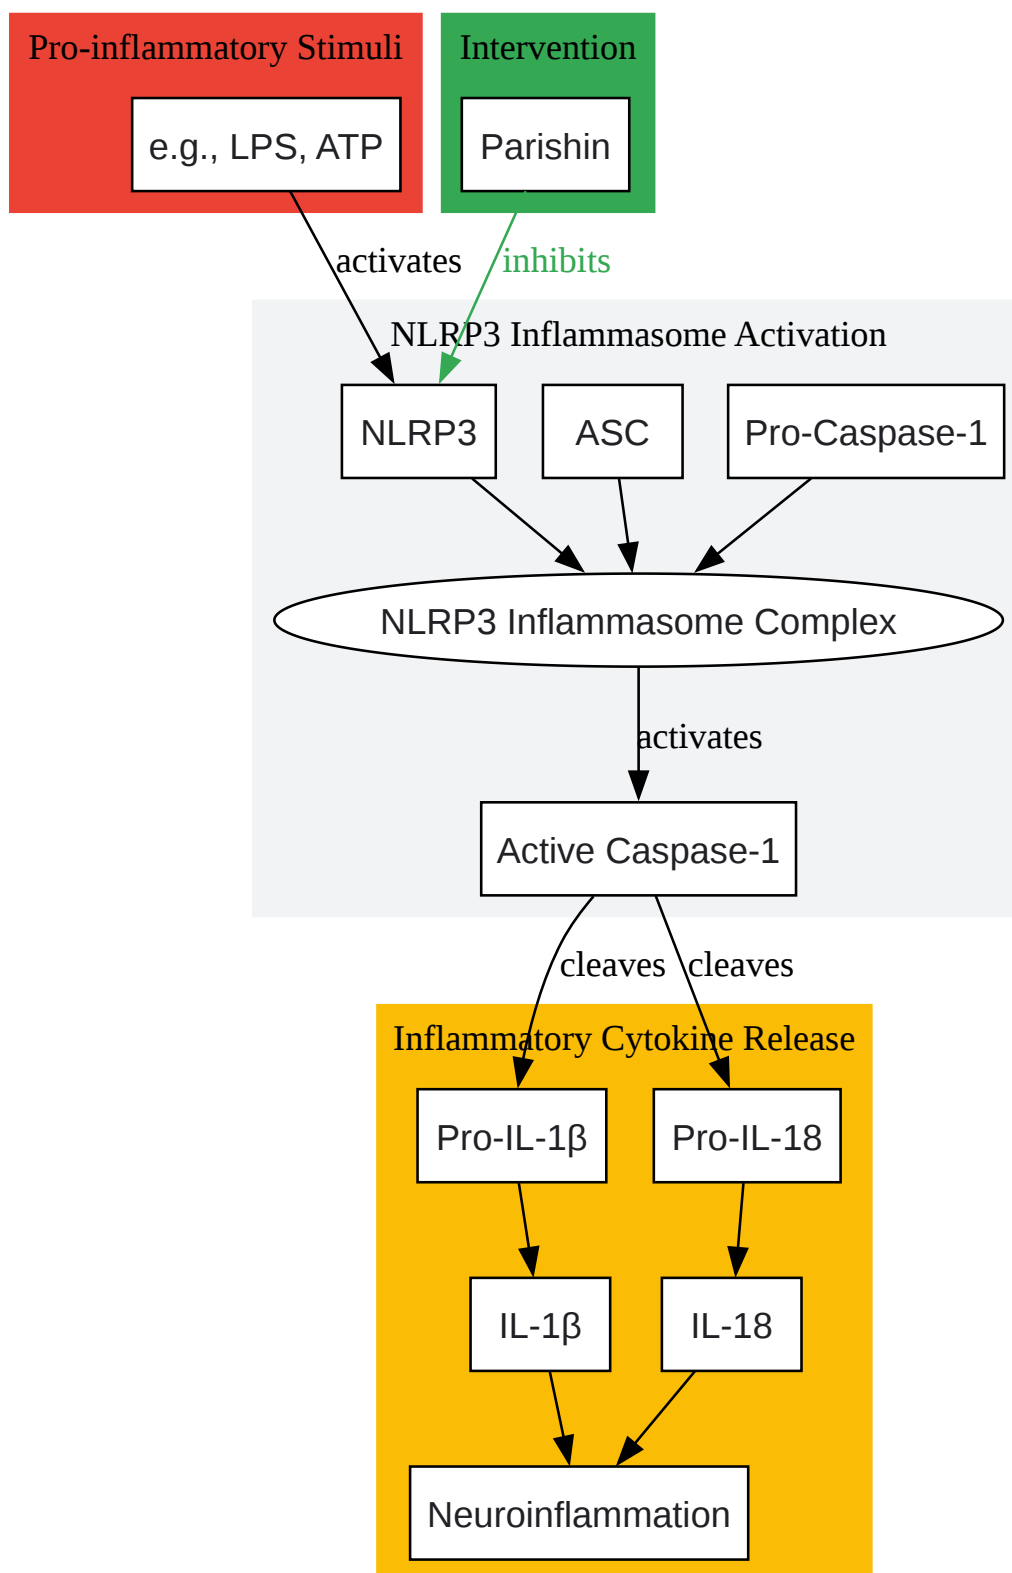 Pro-inflammatory Stimuli
Intervention
e.g., LPS, ATP
Parishin
activates
inhibits
NLRP3 Inflammasome Activation
NLRP3
ASC
Pro-Caspase-1
NLRP3 Inflammasome Complex
activates
Active Caspase-1
cleaves
cleaves
Inflammatory Cytokine Release
Pro-IL-1β
Pro-IL-18
IL-1β
IL-18
Neuroinflammation